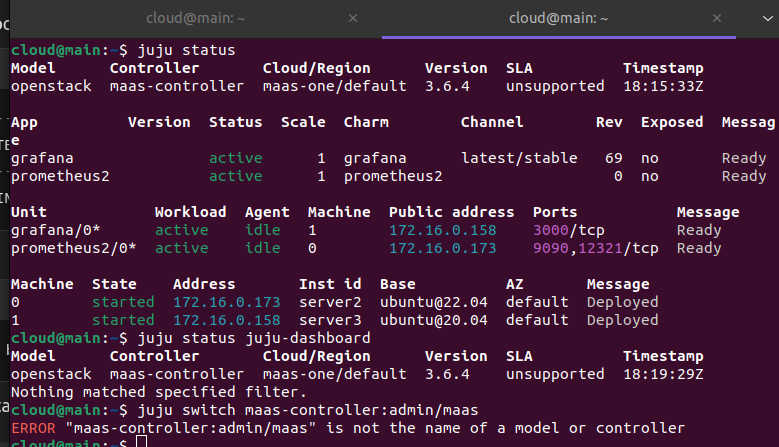 cloud@main: ~ × cloud@main: ~ ×
cloud@main:~$ juju status
Model Controller Cloud/Region Version SLA Timestamp
openstack maas-controller maas-one/default 3.6.4 unsupported 18:15:33Z
App Version Status Scale Charm Channel Rev Exposed Messag
e
grafana active 1 grafana latest/stable 69 no Ready
prometheus2 active 1 prometheus2 0 no Ready
Unit Workload Agent Machine Public address Ports Message
grafana/0* active idle 1 172.16.0.158 3000/tcp Ready
prometheus2/0* active idle 0 172.16.0.173 9090,12321/tcp Ready
Machine State Address Inst id Base AZ Message
0 started 172.16.0.173 server2 ubuntu@22.04 default Deployed
1 started 172.16.0.158 server3 ubuntu@20.04 default Deployed
cloud@main:~$ juju status juju-dashboard
Model Controller Cloud/Region Version SLA Timestamp
openstack maas-controller maas-one/default 3.6.4 unsupported 18:19:29Z
Nothing matched specified filter.
cloud@main:~$ juju switch maas-controller:admin/maas
ERROR "maas-controller:admin/maas" is not the name of a model or controller
cloud@main:~$